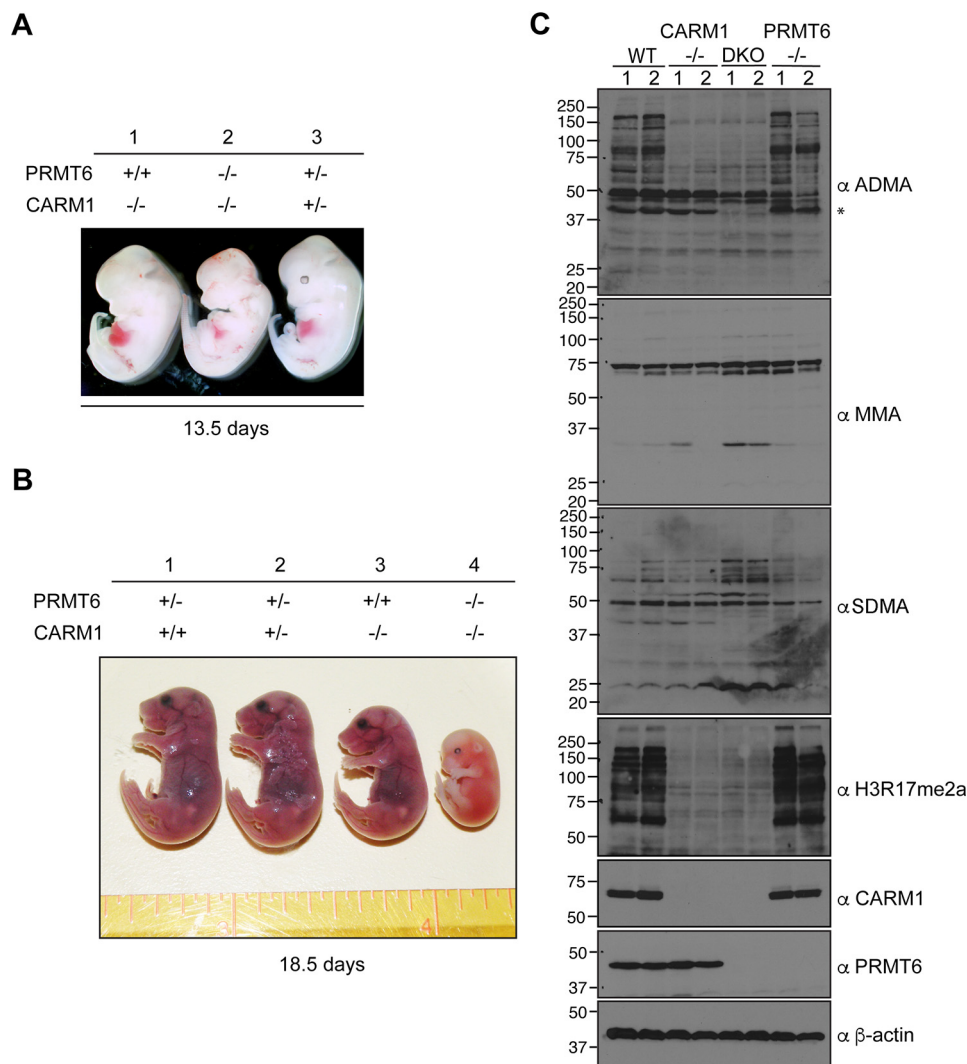 A
1 2 3
PRMT6 +/+ -/- +/-
CARM1 -/- -/- +/-
13.5 days
B
1 2 3 4
PRMT6 +/- +/- +/+ -/-
CARM1 +/+ +/- -/- -/-
3 4
18.5 days
C
CARM1 PRMT6
WT -/- DKO -/-
1 2 1 2 1 2 1 2
250
150
100
75
50
37
25
20
α ADMA
*
250
150
100
75
50
37
25
20
α MMA
250
150
100
75
50
37
25
20
α SDMA
250
150
100
75
50
α H3R17me2a
75
50
α CARM1
50
37
α PRMT6
50
37
α β-actin